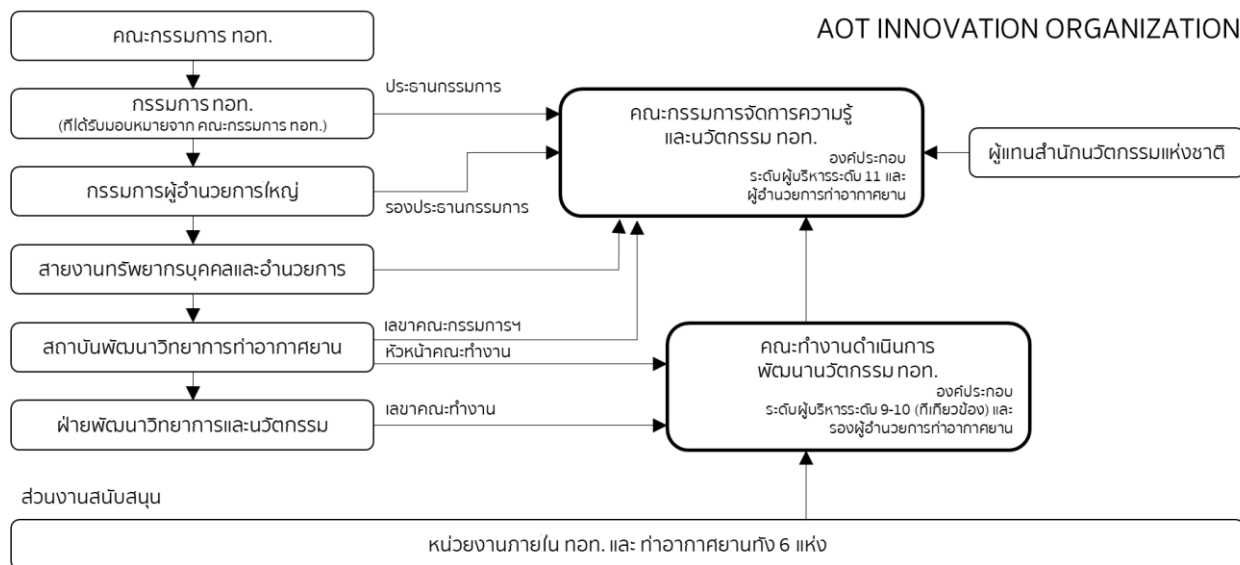 AOT INNOVATION ORGANIZATION
คณะกรรมการ ทอท.
กรรมการ ทอท.
(ที่ได้รับมอบหมายจาก คณะกรรมการ ทอท.)
ประธานกรรมการ
กรรมการผู้อำนวยการใหญ่
รองประธานกรรมการ
สายงานทรัพยากรบุคคลและอำนวยการ
สถาบันพัฒนาวิทยาการท่าอากาศยาน
เลขาคณะกรรมการฯ
หัวหน้าคณะทำงาน
ฝ่ายพัฒนาวิทยาการและนวัตกรรม
เลขาคณะทำงาน
คณะกรรมการจัดการความรู้
และนวัตกรรม ทอท.
องค์ประกอบ
ระดับผู้บริหารระดับ 11 และ
ผู้อำนวยการท่าอากาศยาน
ผู้แทนสำนักนวัตกรรมแห่งชาติ
คณะทำงานดำเนินการ
พัฒนานวัตกรรม ทอท.
องค์ประกอบ
ระดับผู้บริหารระดับ 9-10 (ที่เกี่ยวข้อง) และ
รองผู้อำนวยการท่าอากาศยาน
ส่วนงานสนับสนุน
หน่วยงานภายใน ทอท. และ ท่าอากาศยานทั้ง 6 แห่ง